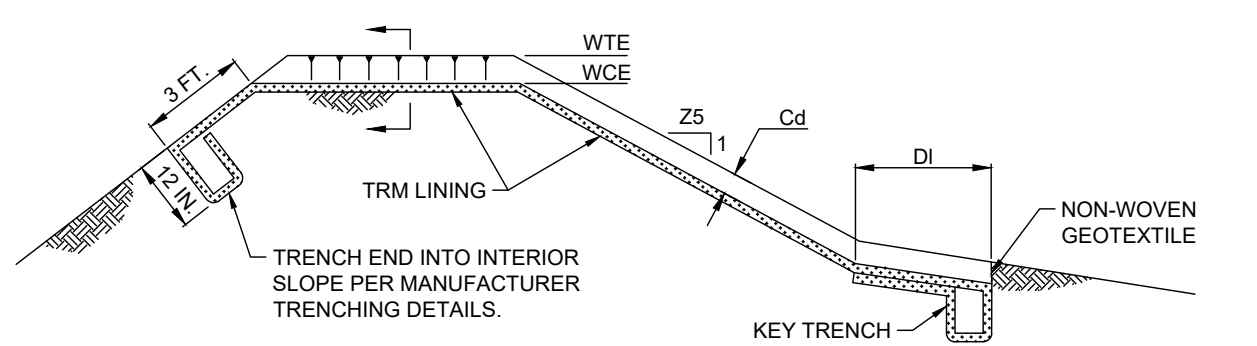 WTE
WCE
3 FT.
Z5
1
Cd
DI
12 IN.
TRM LINING
NON-WOVEN
GEOTEXTILE
TRENCH END INTO INTERIOR
SLOPE PER MANUFACTURER
TRENCHING DETAILS.
KEY TRENCH